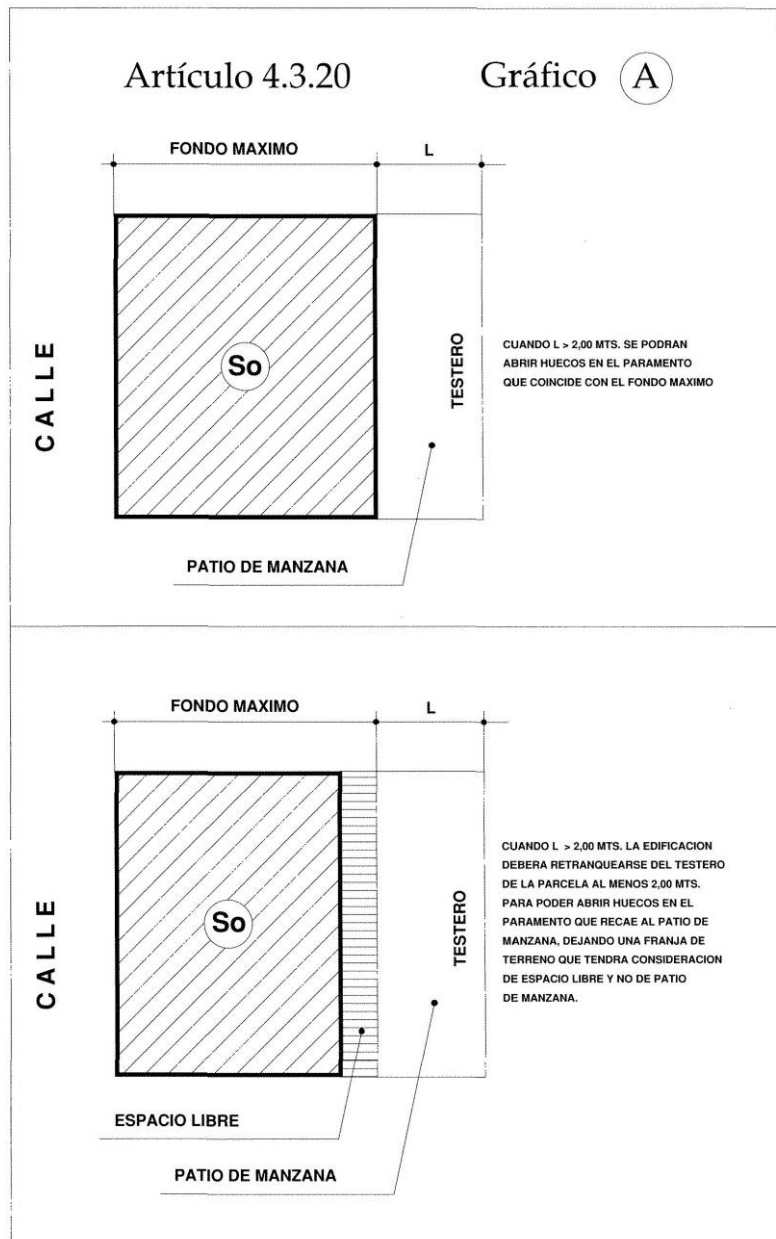 Artículo 4.3.20 Gráfico A
FONDO MAXIMO L
CALLE
So
TESTERO
CUANDO L > 2,00 MTS. SE PODRAN
ABRIR HUECOS EN EL PARAMENTO
QUE COINCIDE CON EL FONDO MAXIMO
PATIO DE MANZANA
FONDO MAXIMO L
CALLE
So
TESTERO
CUANDO L > 2,00 MTS. LA EDIFICACION
DEBERA RETRANQUEARSE DEL TESTERO
DE LA PARCELA AL MENOS 2,00 MTS.
PARA PODER ABRIR HUECOS EN EL
PARAMENTO QUE RECAE AL PATIO DE
MANZANA, DEJANDO UNA FRANJA DE
TERRENO QUE TENDRA CONSIDERACION
DE ESPACIO LIBRE Y NO DE PATIO
DE MANZANA.
ESPACIO LIBRE
PATIO DE MANZANA